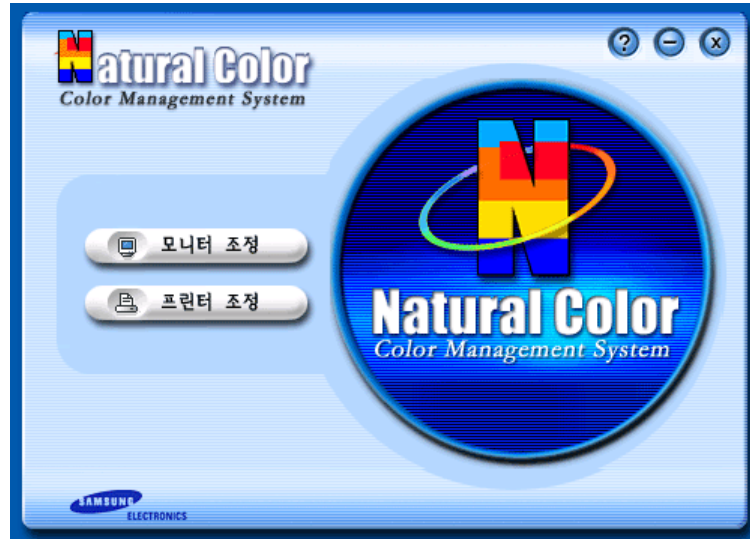 Natural Color
Color Management System
? - x
모니터 조정
프린터 조정
Natural Color
Color Management System
SAMSUNG
ELECTRONICS